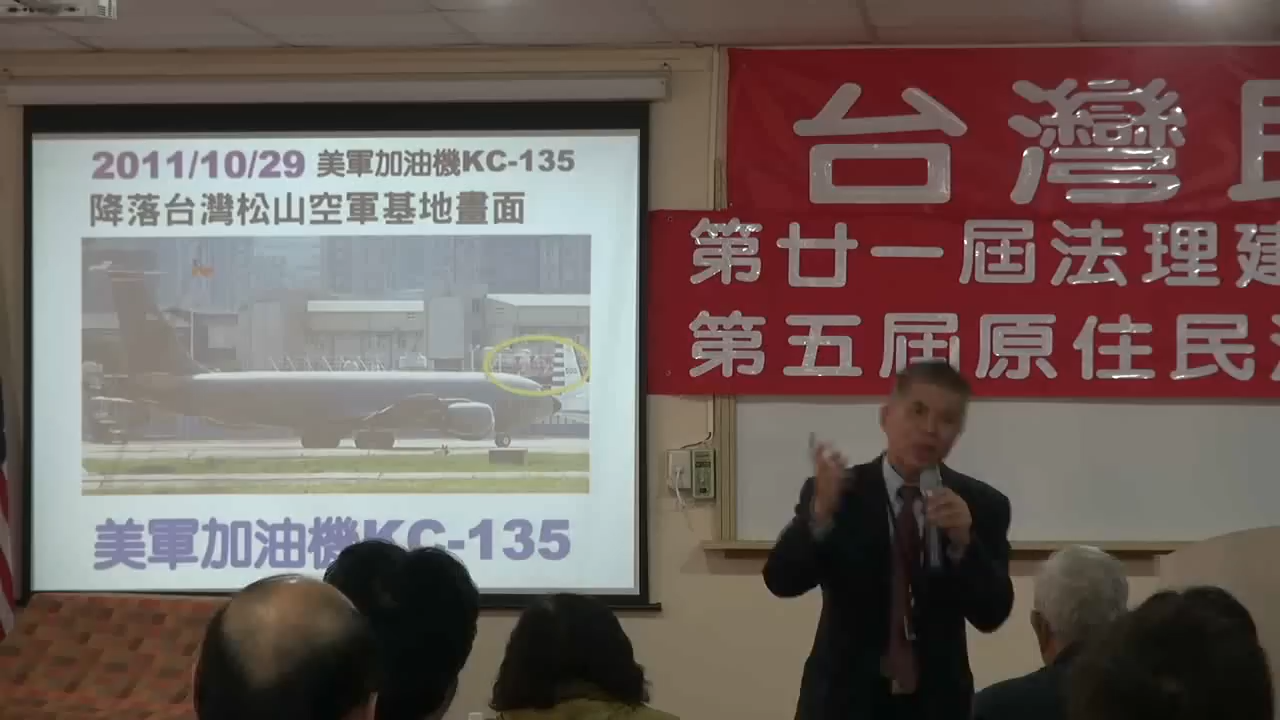 2011/10/29 美軍加油機KC-135
降落台灣松山空軍基地畫面
美軍加油機KC-135
台灣
第廿一屆法理建
第五屆原住民